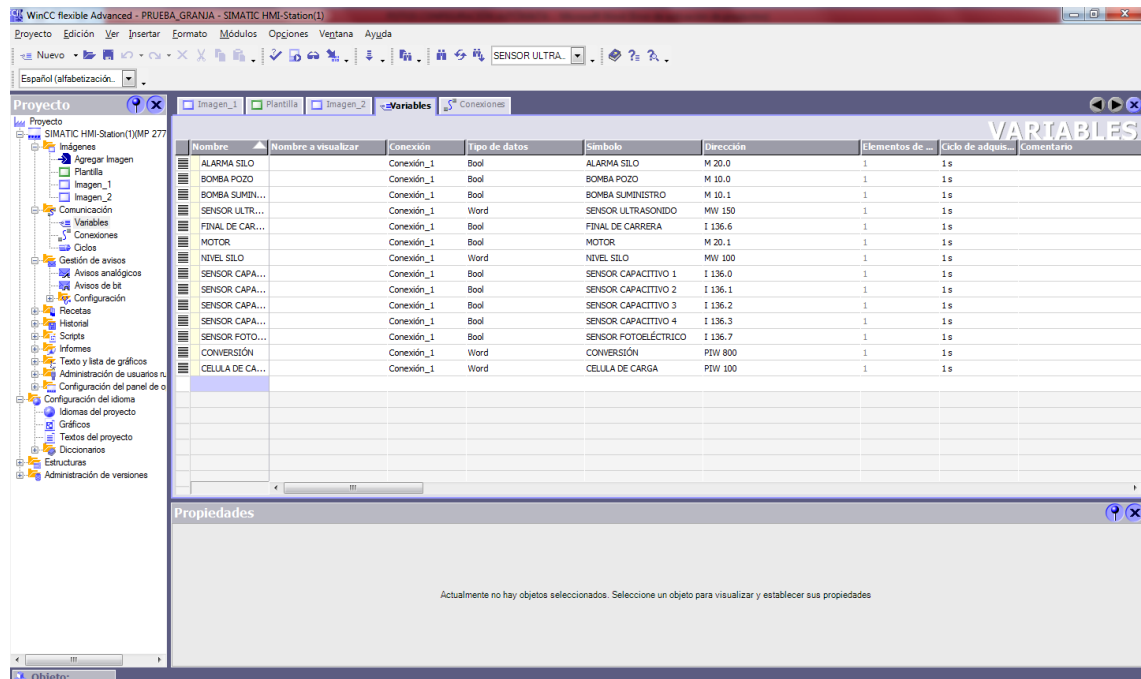 WinCC flexible Advanced - PRUEBA_GRANJA - SIMATIC HMI-Station(1)
Proyecto Edición Ver Insertar Formato Módulos Opciones Ventana Ayuda
Nuevo SENSOR ULTRA...
Español (alfabetización...
Proyecto
Proyecto
SIMATIC HMI-Station(1)(MP 277
Imágenes
Agregar Imagen
Plantilla
Imagen_1
Imagen_2
Comunicación
Variables
Conexiones
Ciclos
Gestión de avisos
Avisos analógicos
Avisos de bit
Configuración
Recetas
Historial
Scripts
Informes
Texto y lista de gráficos
Administración de usuarios ru
Configuración del panel de o
Configuración del idioma
Idiomas del proyecto
Gráficos
Textos del proyecto
Diccionarios
Estructuras
Administración de versiones
Imagen_1 Plantilla Imagen_2 Variables Conexiones
VARIABLES
Nombre Nombre a visualizar Conexión Tipo de datos Símbolo Dirección Elementos de ... Ciclo de adquis... Comentario
ALARMA SILO Conexión_1 Bool ALARMA SILO M 20.0 1 1 s
BOMBA POZO Conexión_1 Bool BOMBA POZO M 10.0 1 1 s
BOMBA SUMIN... Conexión_1 Bool BOMBA SUMINISTRO M 10.1 1 1 s
SENSOR ULTR... Conexión_1 Word SENSOR ULTRASONIDO MW 150 1 1 s
FINAL DE CAR... Conexión_1 Bool FINAL DE CARRERA I 136.6 1 1 s
MOTOR Conexión_1 Bool MOTOR M 20.1 1 1 s
NIVEL SILO Conexión_1 Word NIVEL SILO MW 100 1 1 s
SENSOR CAPA... Conexión_1 Bool SENSOR CAPACITIVO 1 I 136.0 1 1 s
SENSOR CAPA... Conexión_1 Bool SENSOR CAPACITIVO 2 I 136.1 1 1 s
SENSOR CAPA... Conexión_1 Bool SENSOR CAPACITIVO 3 I 136.2 1 1 s
SENSOR CAPA... Conexión_1 Bool SENSOR CAPACITIVO 4 I 136.3 1 1 s
SENSOR FOTO... Conexión_1 Bool SENSOR FOTOELÉCTRICO I 136.7 1 1 s
CONVERSIÓN Conexión_1 Word CONVERSIÓN PIW 800 1 1 s
CELULA DE CA... Conexión_1 Word CELULA DE CARGA PIW 100 1 1 s
Propiedades
Actualmente no hay objetos seleccionados. Seleccione un objeto para visualizar y establecer sus propiedades
Objeto: